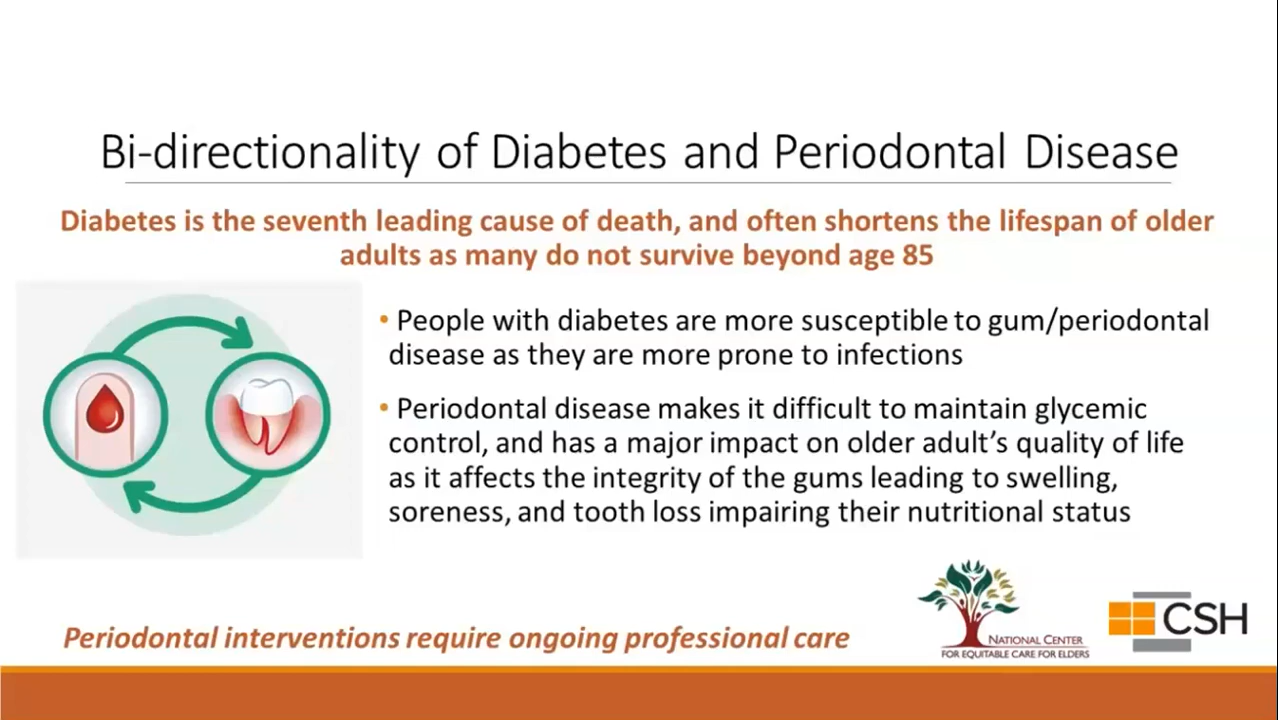 Bi-directionality of Diabetes and Periodontal Disease
Diabetes is the seventh leading cause of death, and often shortens the lifespan of older
adults as many do not survive beyond age 85
• People with diabetes are more susceptible to gum/periodontal
disease as they are more prone to infections
• Periodontal disease makes it difficult to maintain glycemic
control, and has a major impact on older adult’s quality of life
as it affects the integrity of the gums leading to swelling,
soreness, and tooth loss impairing their nutritional status
Periodontal interventions require ongoing professional care
NATIONAL CENTER
FOR EQUITABLE CARE FOR ELDERS
CSH